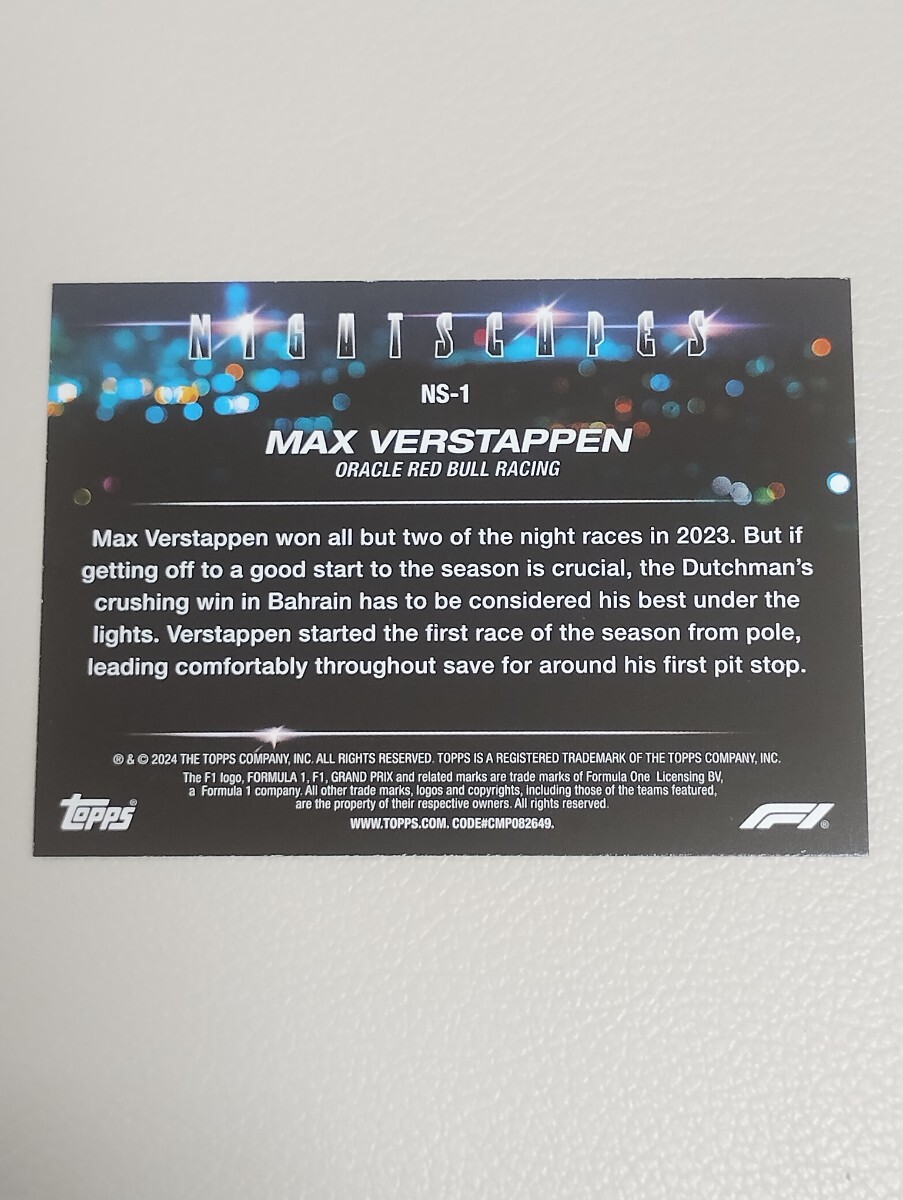 NIGHTSCAPES
NS-1
MAX VERSTAPPEN
ORACLE RED BULL RACING
Max Verstappen won all but two of the night races in 2023. But if
getting off to a good start to the season is crucial, the Dutchman's
crushing win in Bahrain has to be considered his best under the
lights. Verstappen started the first race of the season from pole,
leading comfortably throughout save for around his first pit stop.
® & © 2024 THE TOPPS COMPANY, INC. ALL RIGHTS RESERVED. TOPPS IS A REGISTERED TRADEMARK OF THE TOPPS COMPANY, INC.
The F1 logo, FORMULA 1, F1, GRAND PRIX and related marks are trade marks of Formula One Licensing BV,
a Formula 1 company. All other trade marks, logos and copyrights, including those of the teams featured,
are the property of their respective owners. All rights reserved.
WWW.TOPPS.COM. CODE#CMP082649.
Topps®
F1®